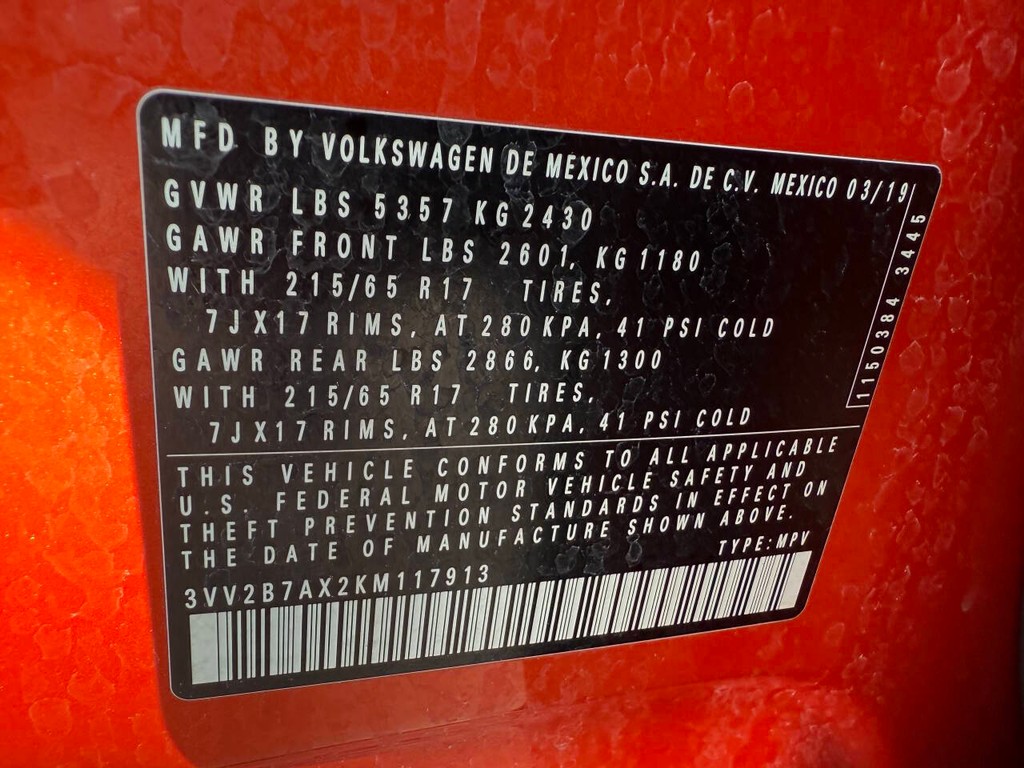 MFD BY VOLKSWAGEN DE MEXICO S.A. DE C.V. MEXICO 03/19
GVWR LBS 5357 KG 2430
GAWR FRONT LBS 2601, KG 1180
WITH 215/65 R17 TIRES,
7JX17 RIMS, AT 280 KPA, 41 PSI COLD
GAWR REAR LBS 2866, KG 1300
WITH 215/65 R17 TIRES,
7JX17 RIMS, AT 280 KPA, 41 PSI COLD
1150384 3445
THIS VEHICLE CONFORMS TO ALL APPLICABLE
U.S. FEDERAL MOTOR VEHICLE SAFETY AND
THEFT PREVENTION STANDARDS IN EFFECT ON
THE DATE OF MANUFACTURE SHOWN ABOVE.
TYPE: MPV
3VV2B7AX2KM117913